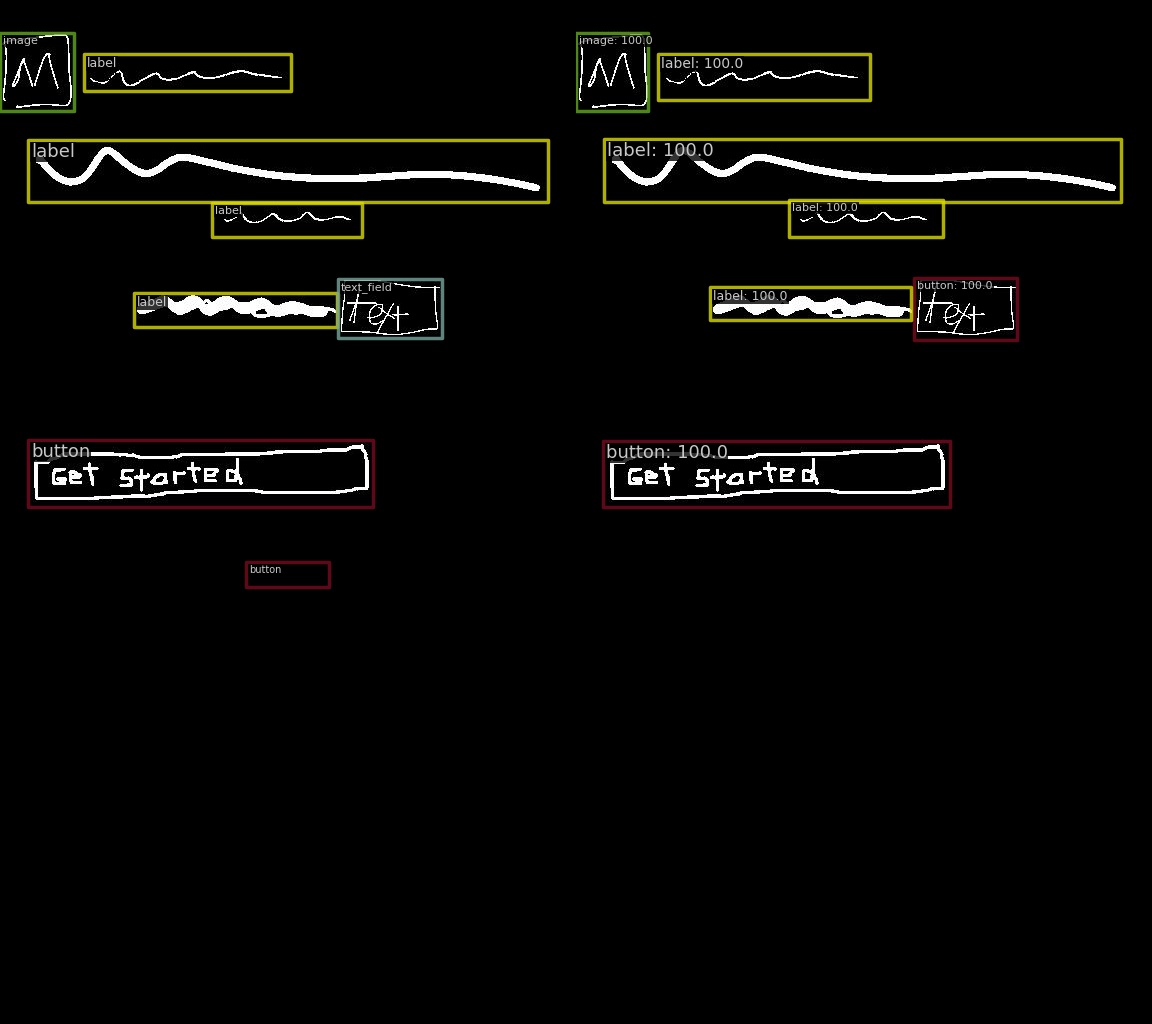 image image: 100.0
label label: 100.0
M M
label label: 100.0
label label: 100.0
text_field button: 100.0
label label: 100.0
text text
button button: 100.0
Get Started Get Started
button